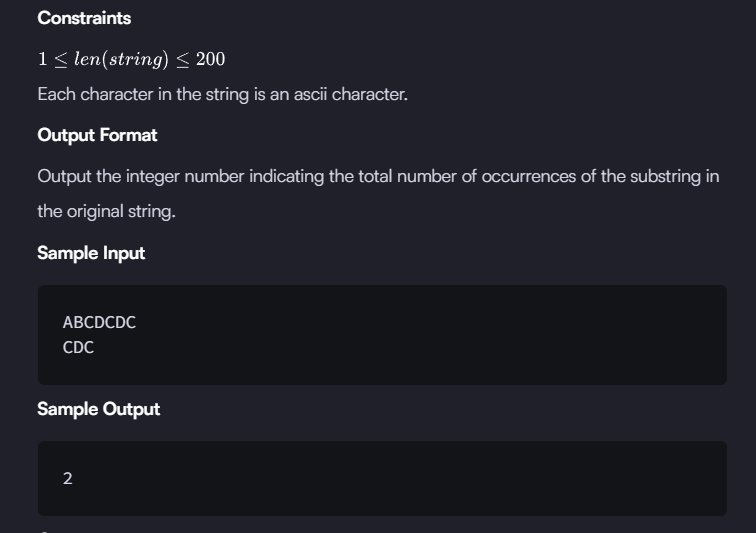 Constraints
1 ≤ len(string) ≤ 200
Each character in the string is an ascii character.
Output Format
Output the integer number indicating the total number of occurrences of the substring in
the original string.
Sample Input
ABCDCDC
CDC
Sample Output
2